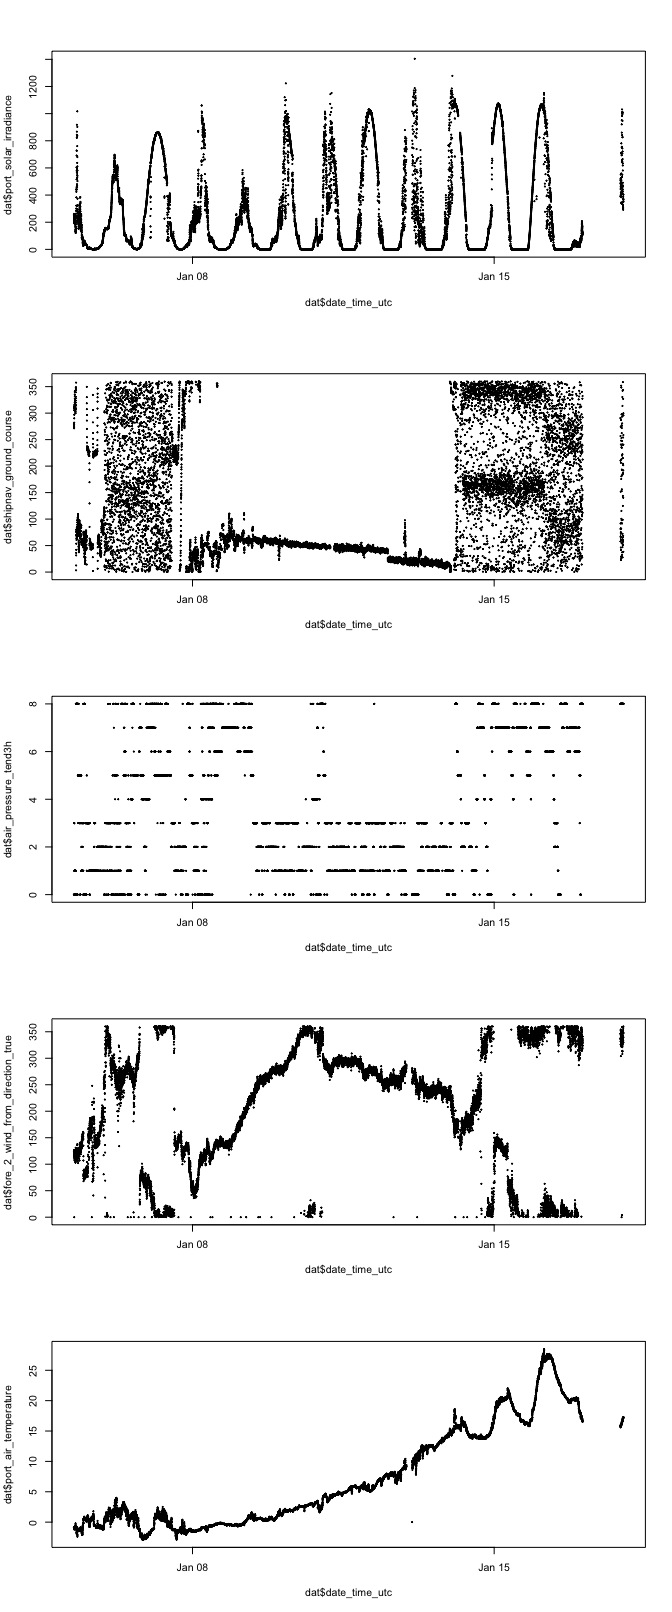 dat$port_solar_irradiance
0 200 400 600 800 1200
Jan 08 Jan 15
dat$date_time_utc
dat$shipnav_ground_course
0 50 100 150 200 250 300 350
Jan 08 Jan 15
dat$date_time_utc
dat$air_pressure_tend3h
0 2 4 6 8
Jan 08 Jan 15
dat$date_time_utc
dat$fore_2_wind_from_direction_true
0 50 100 150 200 250 300 350
Jan 08 Jan 15
dat$date_time_utc
dat$port_air_temperature
0 5 10 15 20 25
Jan 08 Jan 15
dat$date_time_utc